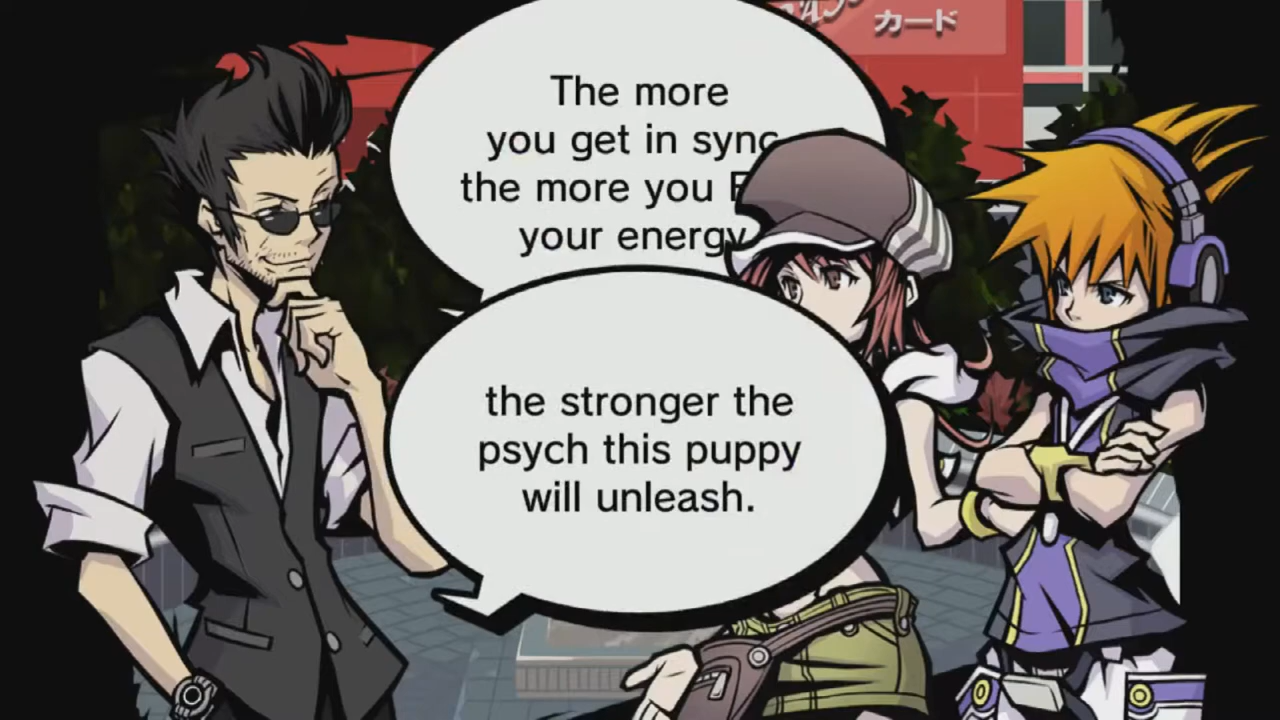 カード
The more
you get in sync
the more you
your energy
the stronger the
psych this puppy
will unleash.